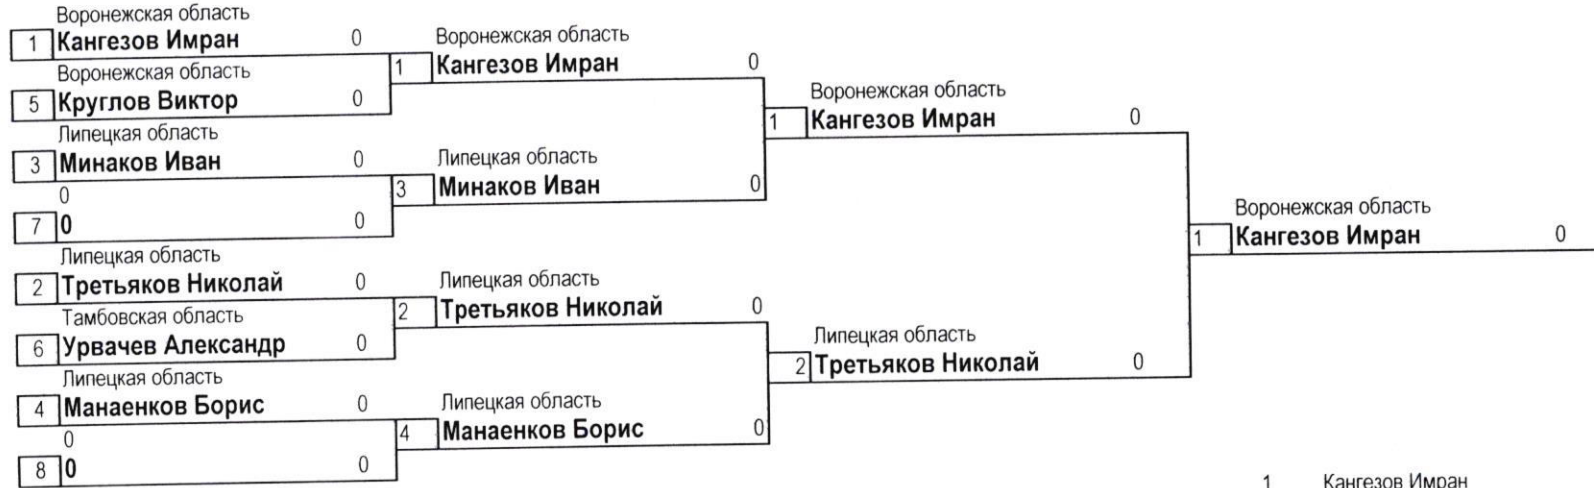 Воронежская область
1 Кангезов Имран 0
Воронежская область
5 Круглов Виктор 0
Липецкая область
3 Минаков Иван 0
0
7 0 0
Липецкая область
2 Третьяков Николай 0
Тамбовская область
6 Урвачев Александр 0
Липецкая область
4 Манаенков Борис 0
0
8 0 0
Воронежская область
1 Кангезов Имран 0
Липецкая область
3 Минаков Иван 0
Липецкая область
2 Третьяков Николай 0
Липецкая область
4 Манаенков Борис 0
Воронежская область
1 Кангезов Имран 0
Липецкая область
2 Третьяков Николай 0
Воронежская область
1 Кангезов Имран 0
1 Кангезов Имран